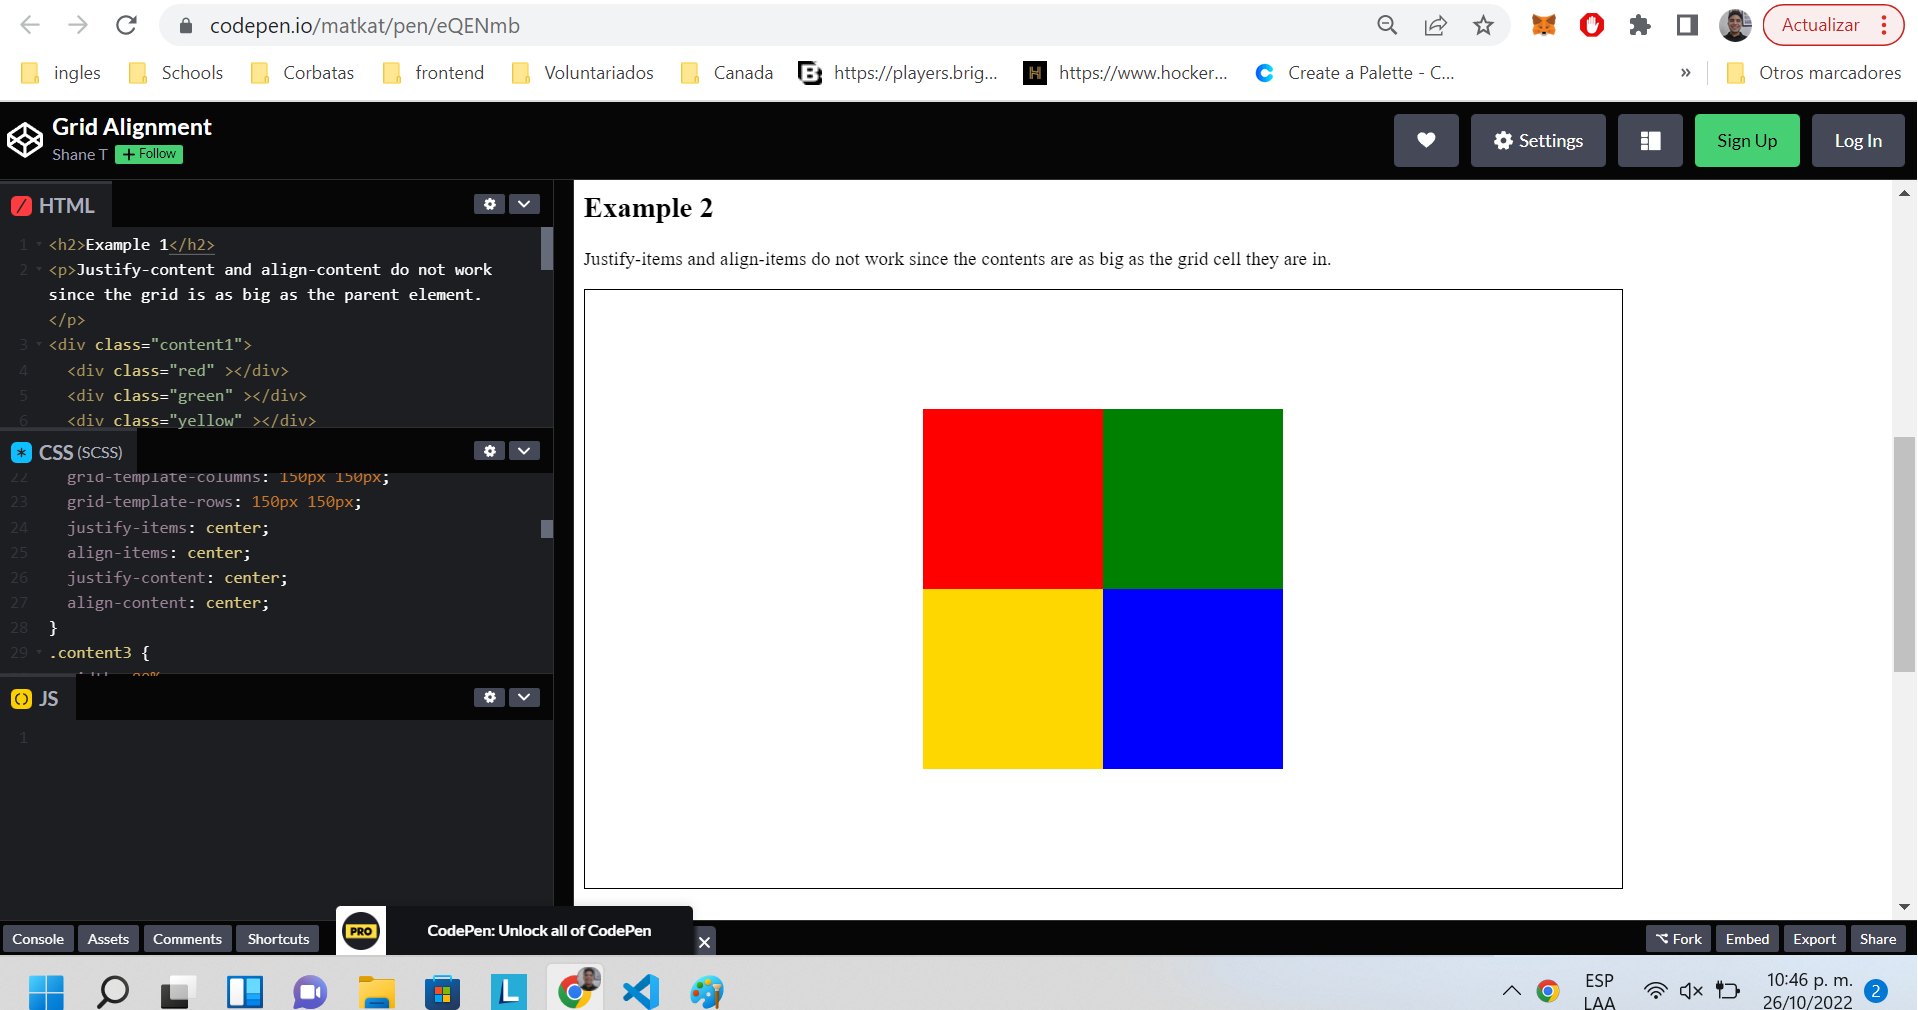 codepen.io/matkat/pen/eQENmb
Actualizar
ingles
Schools
Corbatas
frontend
Voluntariados
Canada
https://players.brig...
https://www.hocker...
Create a Palette - C...
»
Otros marcadores
Grid Alignment
Shane T
+ Follow
Settings
Sign Up
Log In
HTML
1 <h2>Example 1</h2>
2 <p>Justify-content and align-content do not work
since the grid is as big as the parent element.
</p>
3 <div class="content1">
4 <div class="red" ></div>
5 <div class="green" ></div>
6 <div class="yellow" ></div>
CSS (SCSS)
22 grid-template-columns: 150px 150px;
23 grid-template-rows: 150px 150px;
24 justify-items: center;
25 align-items: center;
26 justify-content: center;
27 align-content: center;
28 }
29 .content3 {
JS
1
Example 2
Justify-items and align-items do not work since the contents are as big as the grid cell they are in.
Console
Assets
Comments
Shortcuts
PRO
CodePen: Unlock all of CodePen
Fork
Embed
Export
Share
ESP
LAA
10:46 p. m.
26/10/2022
2